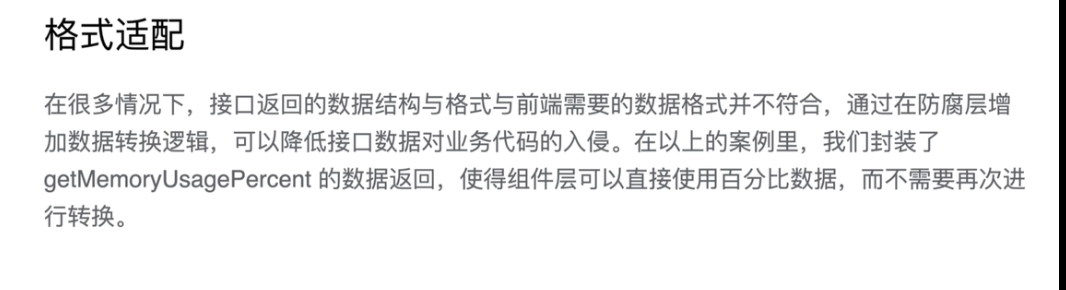 格式适配
在很多情况下，接口返回的数据结构与格式与前端需要的数据格式并不符合，通过在防腐层增
加数据转换逻辑，可以降低接口数据对业务代码的入侵。在以上的案例里，我们封装了
getMemoryUsagePercent 的数据返回，使得组件层可以直接使用百分比数据，而不需要再次进
行转换。